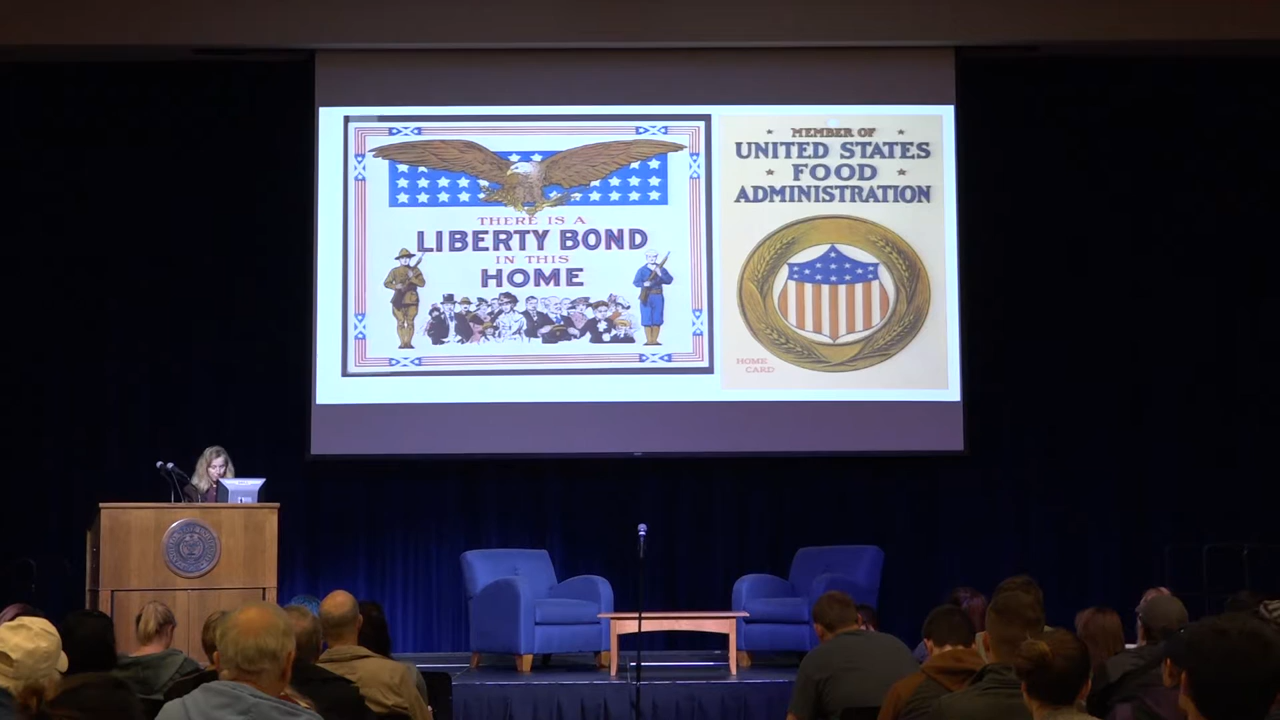 THERE IS A
LIBERTY BOND
IN THIS
HOME
MEMBER OF
UNITED STATES
FOOD
ADMINISTRATION
HOME
CARD